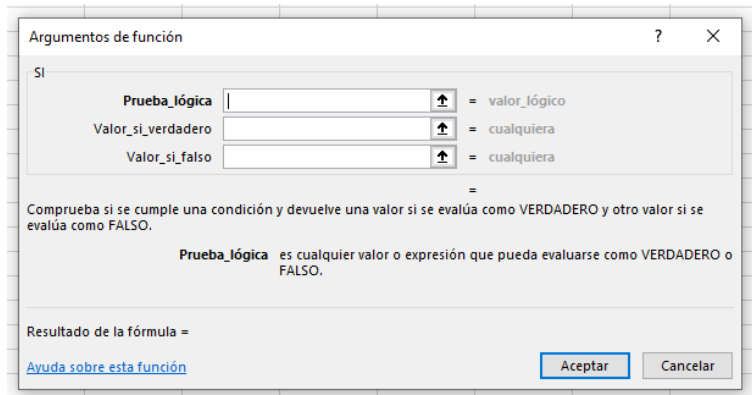 Argumentos de función ? X
SI
Prueba_lógica = valor_lógico
Valor_si_verdadero = cualquiera
Valor_si_falso = cualquiera
=
Comprueba si se cumple una condición y devuelve una valor si se evalúa como VERDADERO y otro valor si se
evalúa como FALSO.
Prueba_lógica es cualquier valor o expresión que pueda evaluarse como VERDADERO o
FALSO.
Resultado de la fórmula =
Ayuda sobre esta función Aceptar Cancelar